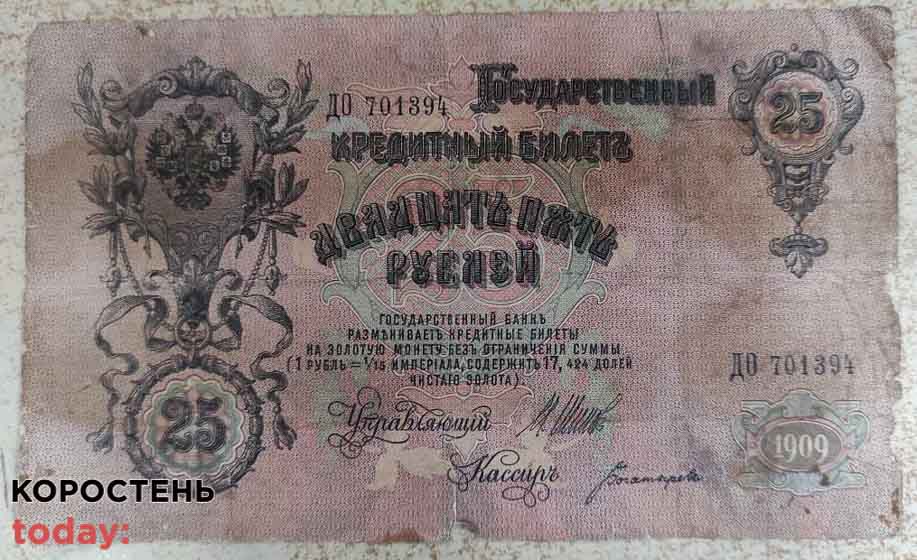 ДО 701394 Государственный
25
Кредитный Билетъ
25
Двадцать пять
рублей
ГОСУДАРСТВЕННЫЙ БАНКЪ
РАЗМѢНИВАЕТЪ КРЕДИТНЫЕ БИЛЕТЫ
НА ЗОЛОТУЮ МОНЕТУ БЕЗЪ ОГРАНИЧЕНІЯ СУММЫ
(1 РУБЛЬ = 1/15 ИМПЕРІАЛА, СОДЕРЖИТЪ 17, 424 ДОЛЕЙ
ЧИСТАГО ЗОЛОТА).
ДО 701394
25
Управляющій
1909
Кассиръ
КОРОСТЕНЬ
today: